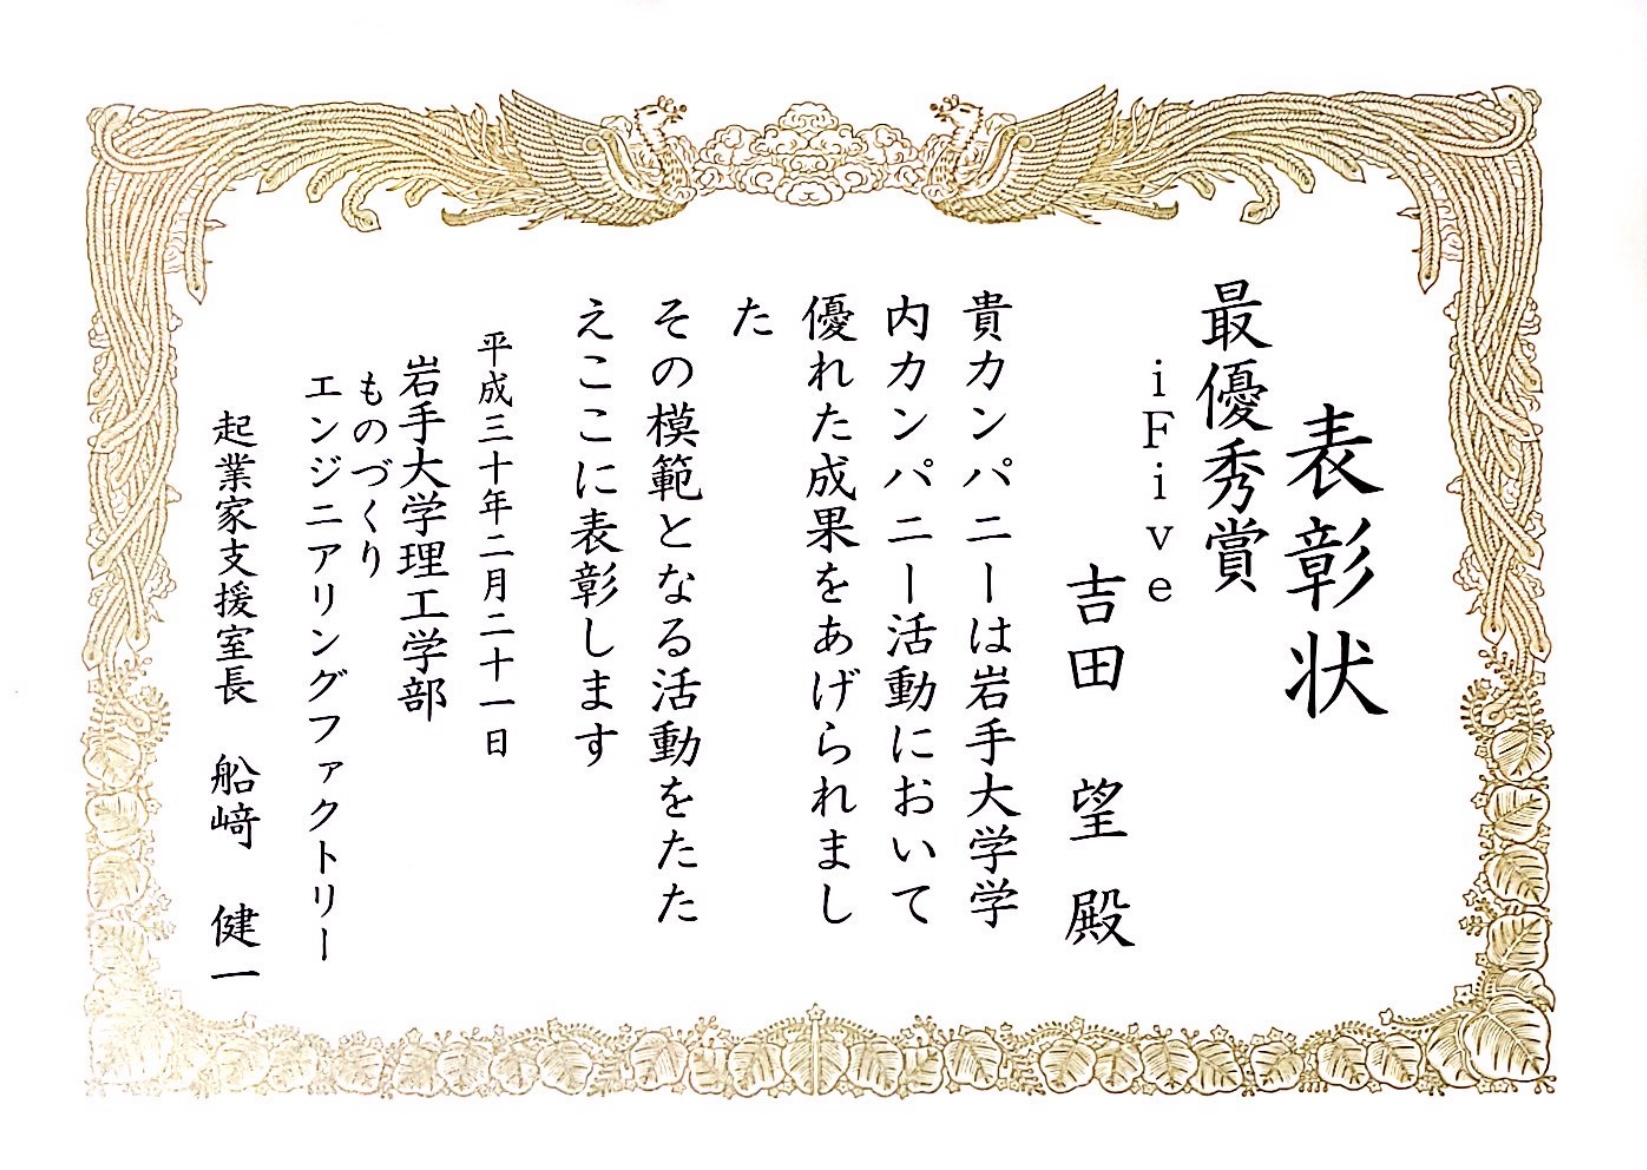 表彰状
最優秀賞
iFive
吉田 望 殿
貴カンパニーは岩手大学学
内カンパニー活動において
優れた成果をあげられまし
た
その模範となる活動をたた
えここに表彰します
平成三十年二月二十一日
岩手大学理工学部
ものづくり
エンジニアリングファクトリー
起業家支援室長 船﨑 健一